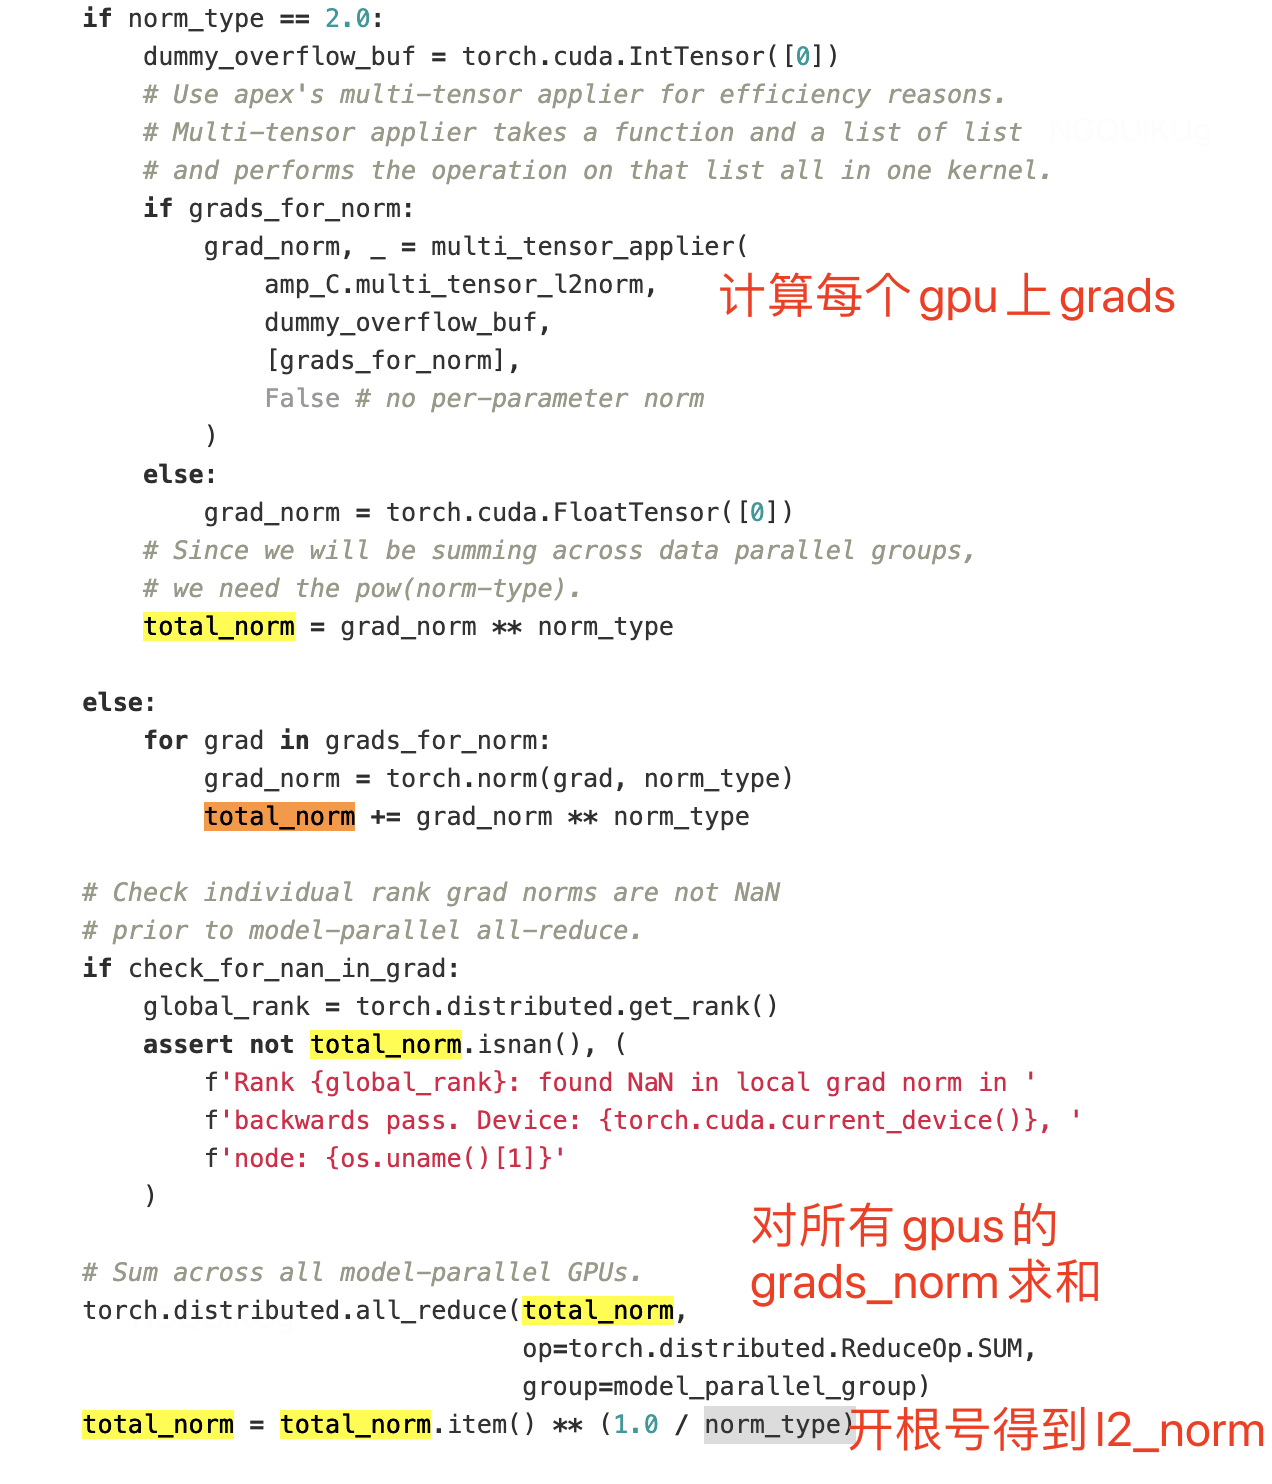 if norm_type == 2.0:
dummy_overflow_buf = torch.cuda.IntTensor([0])
# Use apex's multi-tensor applier for efficiency reasons.
# Multi-tensor applier takes a function and a list of list
# and performs the operation on that list all in one kernel.
if grads_for_norm:
grad_norm, _ = multi_tensor_applier(
amp_C.multi_tensor_l2norm,
计算每个gpu上grads
dummy_overflow_buf,
[grads_for_norm],
False # no per-parameter norm
)
else:
grad_norm = torch.cuda.FloatTensor([0])
# Since we will be summing across data parallel groups,
# we need the pow(norm-type).
total_norm = grad_norm ** norm_type
else:
for grad in grads_for_norm:
grad_norm = torch.norm(grad, norm_type)
total_norm += grad_norm ** norm_type
# Check individual rank grad norms are not NaN
# prior to model-parallel all-reduce.
if check_for_nan_in_grad:
global_rank = torch.distributed.get_rank()
assert not total_norm.isnan(), (
f'Rank {global_rank}: found NaN in local grad norm in '
f'backwards pass. Device: {torch.cuda.current_device()}, '
f'node: {os.uname()[1]}'
)
对所有gpus的
grads_norm求和
# Sum across all model-parallel GPUs.
torch.distributed.all_reduce(total_norm,
op=torch.distributed.ReduceOp.SUM,
group=model_parallel_group)
total_norm = total_norm.item() ** (1.0 / norm_type)
开根号得到l2_norm